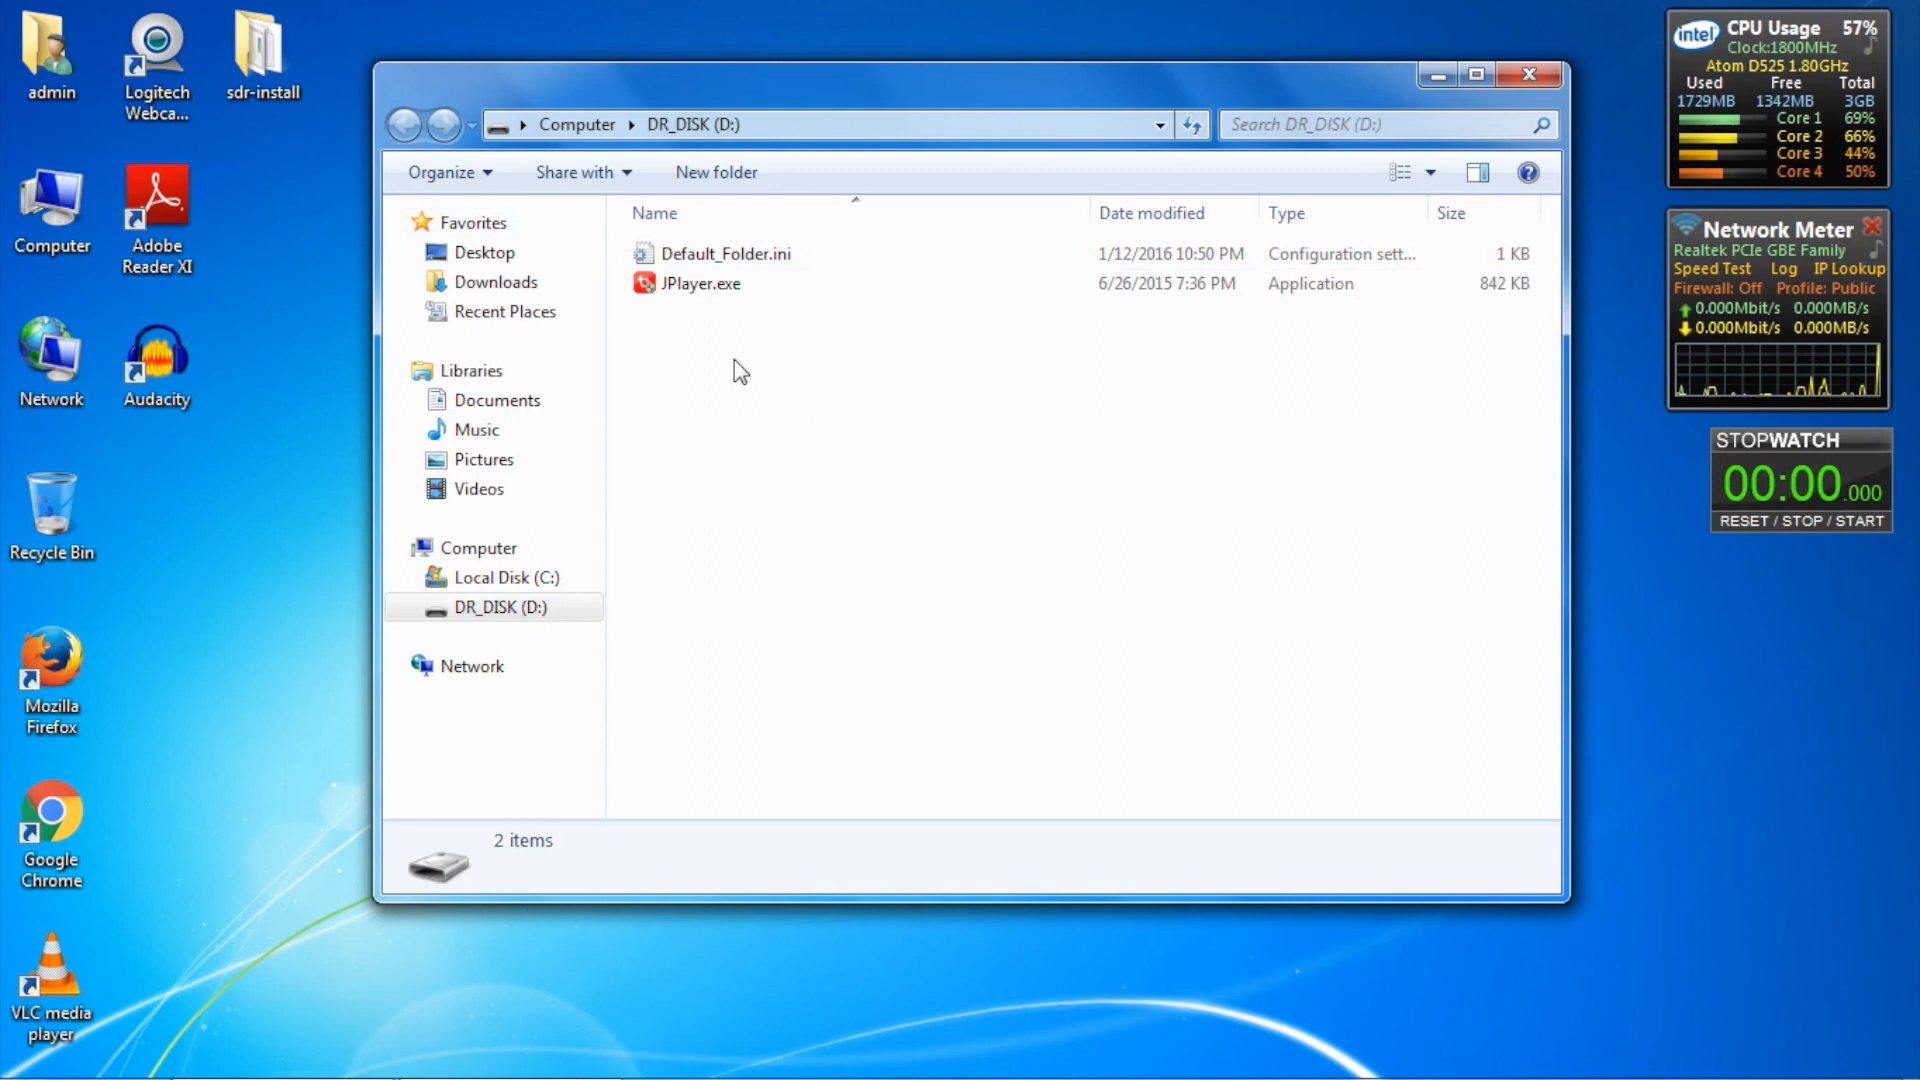 admin
Logitech
Webca...
sdr-install
Computer
Adobe
Reader XI
Network
Audacity
Recycle Bin
Mozilla
Firefox
Google
Chrome
VLC media
player
Computer
DR_DISK (D:)
Search DR_DISK (D:)
Organize
Share with
New folder
Favorites
Desktop
Downloads
Recent Places
Libraries
Documents
Music
Pictures
Videos
Computer
Local Disk (C:)
DR_DISK (D:)
Network
Name Date modified Type Size
Default_Folder.ini 1/12/2016 10:50 PM Configuration sett... 1 KB
JPlayer.exe 6/26/2015 7:36 PM Application 842 KB
2 items
intel CPU Usage 57%
Clock:1800MHz
Atom D525 1.80GHz
Used Free Total
1729MB 1342MB 3GB
Core 1 69%
Core 2 66%
Core 3 44%
Core 4 50%
Network Meter
Realtek PCIe GBE Family
Speed Test Log IP Lookup
Firewall: Off Profile: Public
0.000Mbit/s 0.000MB/s
0.000Mbit/s 0.000MB/s
STOPWATCH
00:00.000
RESET / STOP / START